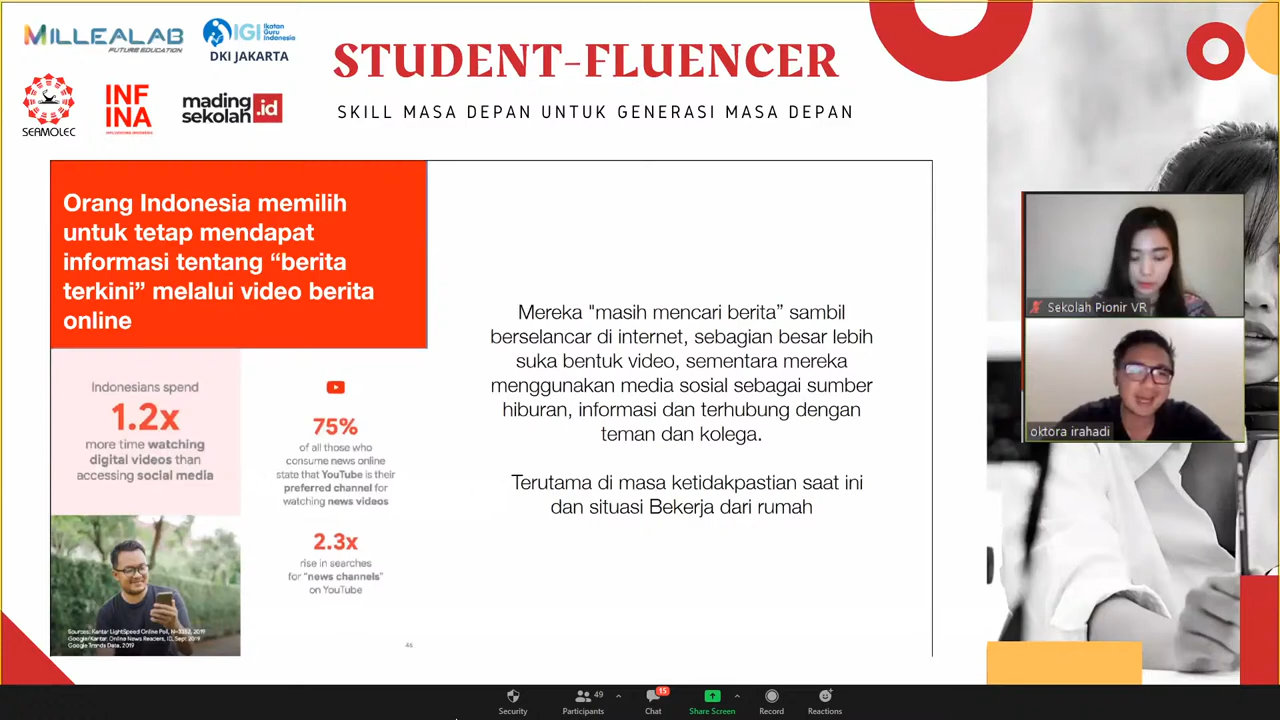 MILLEALAB
FUTURE EDUCATION
IGI
Ikatan
Guru
Indonesia
DKI JAKARTA
SEAMOLEC
INF
INA
mading
sekolah
.id
STUDENT-FLUENCER
SKILL MASA DEPAN UNTUK GENERASI MASA DEPAN
Orang Indonesia memilih
untuk tetap mendapat
informasi tentang “berita
terkini” melalui video berita
online
Indonesians spend
1.2x
more time watching
digital videos than
accessing social media
75%
of all those who
consume news online
state that YouTube is their
preferred channel for
watching news videos
2.3x
rise in searches
for "news channels"
on YouTube
Sources: Kantar LightSpeed Online Poll, N=3352, 2019
Google/Kantar, Online News Readers, ID, Sept 2019
Google Trends Data, 2019
46
Mereka "masih mencari berita” sambil
berselancar di internet, sebagian besar lebih
suka bentuk video, sementara mereka
menggunakan media sosial sebagai sumber
hiburan, informasi dan terhubung dengan
teman dan kolega.
Terutama di masa ketidakpastian saat ini
dan situasi Bekerja dari rumah
Sekolah Pionir VR
oktora irahadi
Security
Participants
49
Chat
15
Share Screen
Record
Reactions